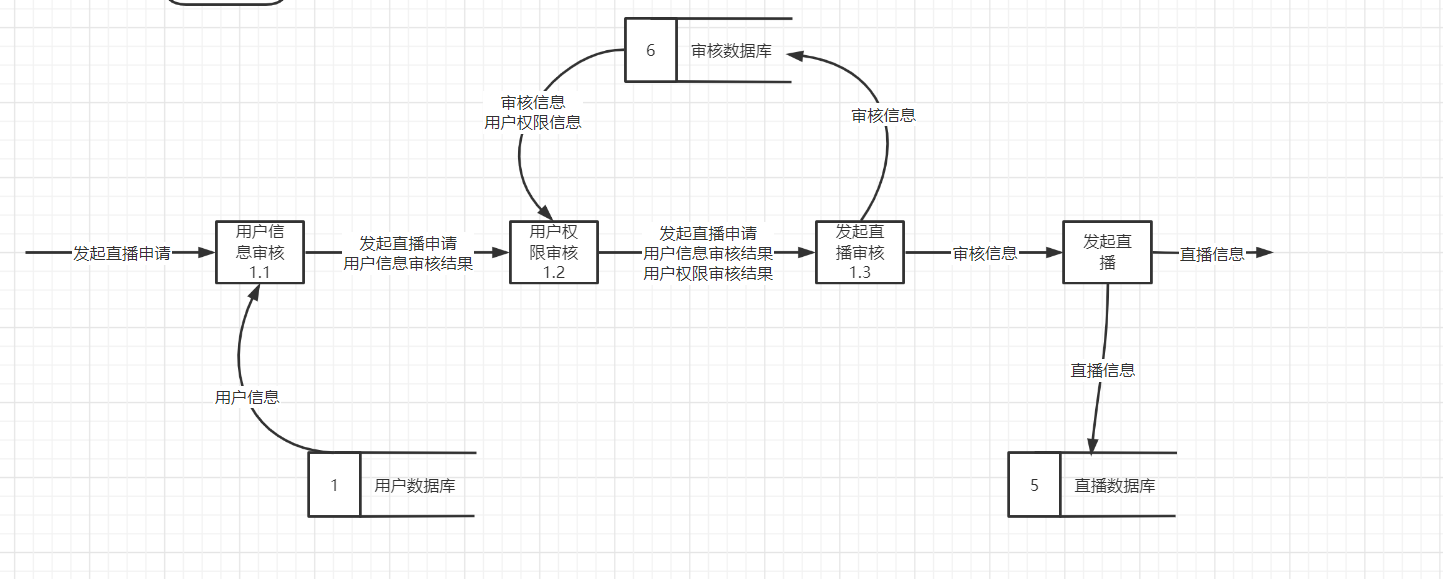 6
审核数据库
审核信息
用户权限信息
审核信息
发起直播申请
用户信
息审核
1.1
发起直播申请
用户信息审核结果
用户权
限审核
1.2
发起直播申请
用户信息审核结果
用户权限审核结果
发起直
播审核
1.3
审核信息
发起直
播
直播信息
用户信息
直播信息
1
用户数据库
5
直播数据库